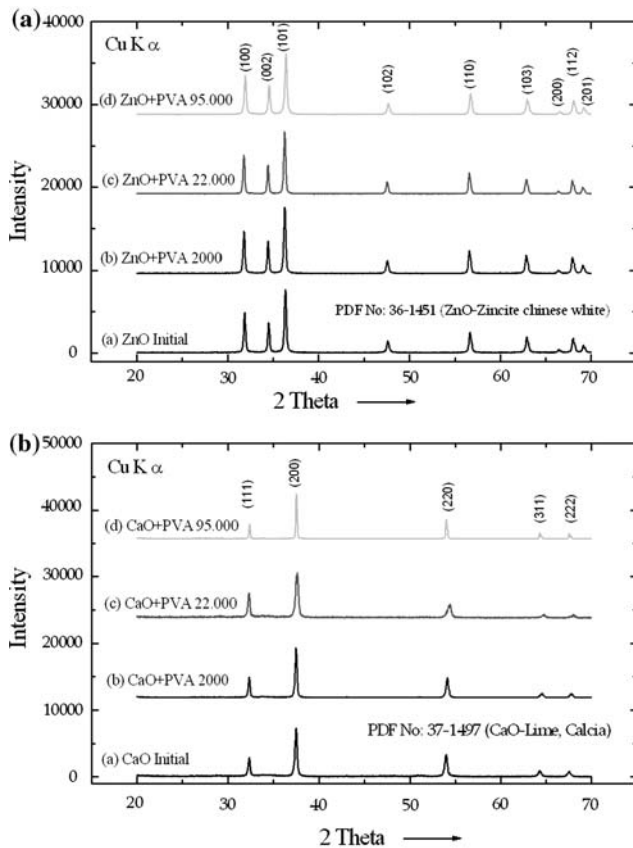 (a)
40000
30000
20000
10000
0
Intensity
Cu K α
(100)
(002)
(101)
(102)
(110)
(103)
(200)
(112)
(201)
(d) ZnO+PVA 95.000
(c) ZnO+PVA 22.000
(b) ZnO+PVA 2000
PDF No: 36-1451 (ZnO-Zincite chinese white)
(a) ZnO Initial
20 30 40 50 60 70
2 Theta
(b)
50000
40000
30000
20000
10000
0
Intensity
Cu K α
(111)
(200)
(220)
(311)
(222)
(d) CaO+PVA 95.000
(c) CaO+PVA 22.000
(b) CaO+PVA 2000
PDF No: 37-1497 (CaO-Lime, Calcia)
(a) CaO Initial
20 30 40 50 60 70
2 Theta